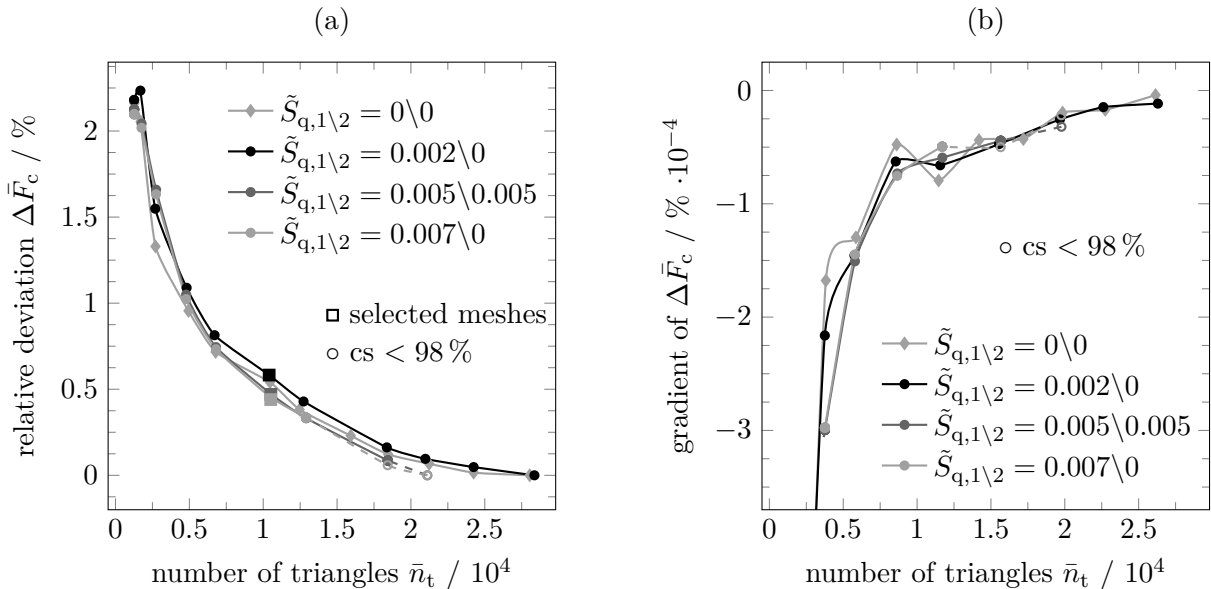 (a)
relative deviation ΔF̄c / %
2
1.5
1
0.5
0
S̃q,1\2 = 0\0
S̃q,1\2 = 0.002\0
S̃q,1\2 = 0.005\0.005
S̃q,1\2 = 0.007\0
selected meshes
cs < 98 %
0 0.5 1 1.5 2 2.5
number of triangles n̄t / 10⁴
(b)
gradient of ΔF̄c / % ·10⁻⁴
0
−1
−2
−3
cs < 98 %
S̃q,1\2 = 0\0
S̃q,1\2 = 0.002\0
S̃q,1\2 = 0.005\0.005
S̃q,1\2 = 0.007\0
0 0.5 1 1.5 2 2.5
number of triangles n̄t / 10⁴